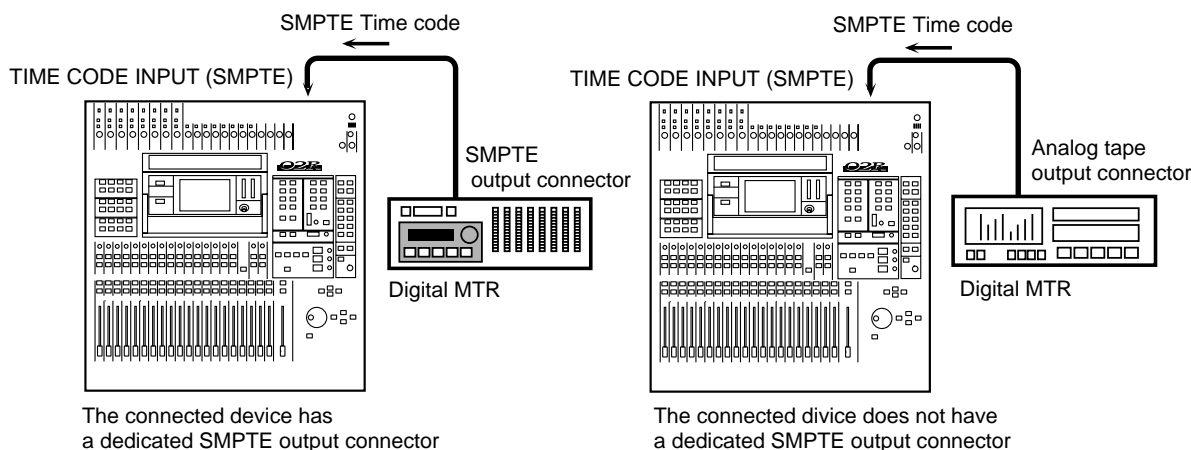 SMPTE Time code
TIME CODE INPUT (SMPTE)
02R
SMPTE
output connector
Digital MTR
The connected device has
a dedicated SMPTE output connector
SMPTE Time code
TIME CODE INPUT (SMPTE)
02R
Analog tape
output connector
Digital MTR
The connected divice does not have
a dedicated SMPTE output connector